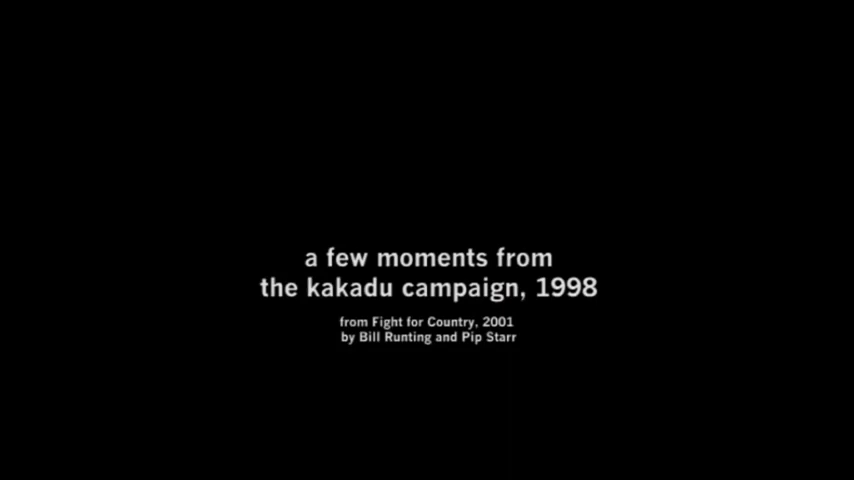 a few moments from
the kakadu campaign, 1998
from Fight for Country, 2001
by Bill Runting and Pip Starr